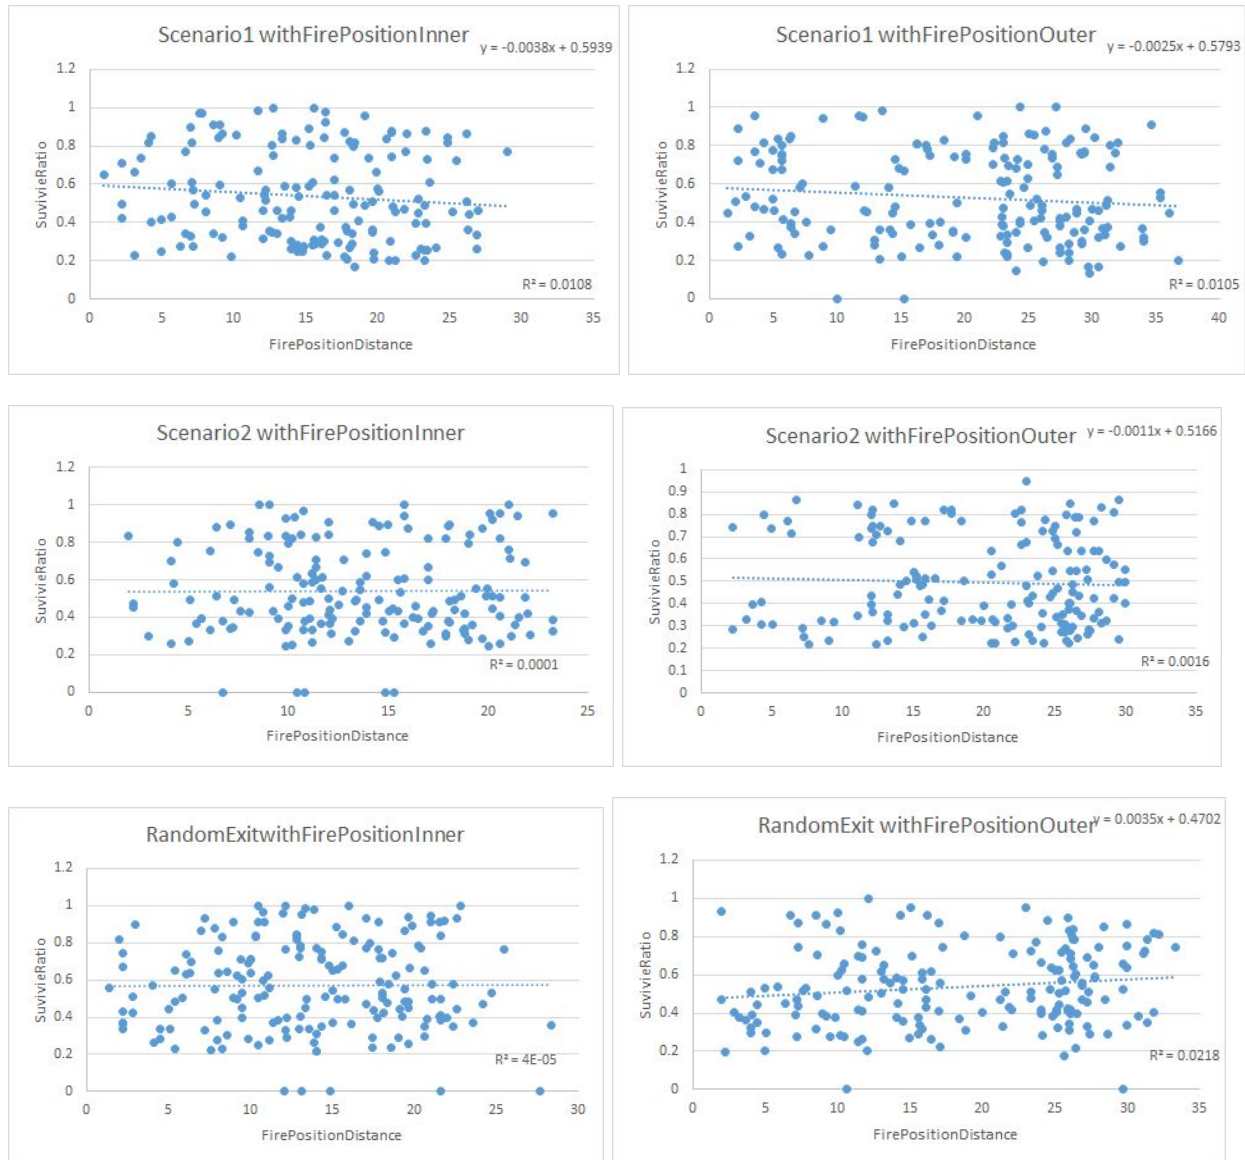 Scenario1 withFirePositionInner
y = -0.0038x + 0.5939
1.2
1
0.8
0.6
0.4
0.2
0
SuvivieRatio
R² = 0.0108
0 5 10 15 20 25 30 35
FirePositionDistance
Scenario1 withFirePositionOuter
y = -0.0025x + 0.5793
1.2
1
0.8
0.6
0.4
0.2
0
SuvivieRatio
R² = 0.0105
0 5 10 15 20 25 30 35 40
FirePositionDistance
Scenario2 withFirePositionInner
1.2
1
0.8
0.6
0.4
0.2
0
SuvivieRatio
R² = 0.0001
0 5 10 15 20 25
FirePositionDistance
Scenario2 withFirePositionOuter
y = -0.0011x + 0.5166
1
0.9
0.8
0.7
0.6
0.5
0.4
0.3
0.2
0.1
0
SuvivieRatio
R² = 0.0016
0 5 10 15 20 25 30 35
FirePositionDistance
RandomExitwithFirePositionInner
1.2
1
0.8
0.6
0.4
0.2
0
SuvivieRatio
R² = 4E-05
0 5 10 15 20 25 30
FirePositionDistance
RandomExit withFirePositionOuter
y = 0.0035x + 0.4702
1.2
1
0.8
0.6
0.4
0.2
0
SuvivieRatio
R² = 0.0218
0 5 10 15 20 25 30 35
FirePositionDistance